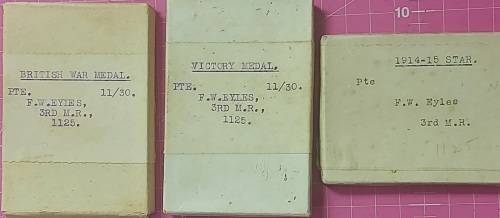 BRITISH WAR MEDAL.
PTE. 11/30.
F.W.EYLES,
3RD M.R.,
1125.
VICTORY MEDAL.
PTE. 11/30.
F.W.EYLES,
3RD M.R.,
1125.
10
1914-15 STAR.
Pte
F.W. Eyles
3rd M.R.
1125